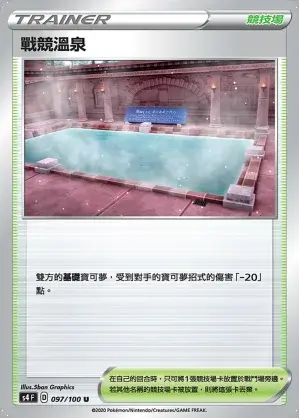 TRAINER
競技場
戰競溫泉
雙方的基礎寶可夢,受到對手的寶可夢招式的傷害「-20」
點。
Illus.5ban Graphics
s4 F D 097/100 U
在自己的回合時,只可將1張競技場卡放置於戰鬥場旁邊。
若其他名稱的競技場卡被放置,則將這張卡丟棄。
©2020 Pokémon/Nintendo/Creatures/GAME FREAK.